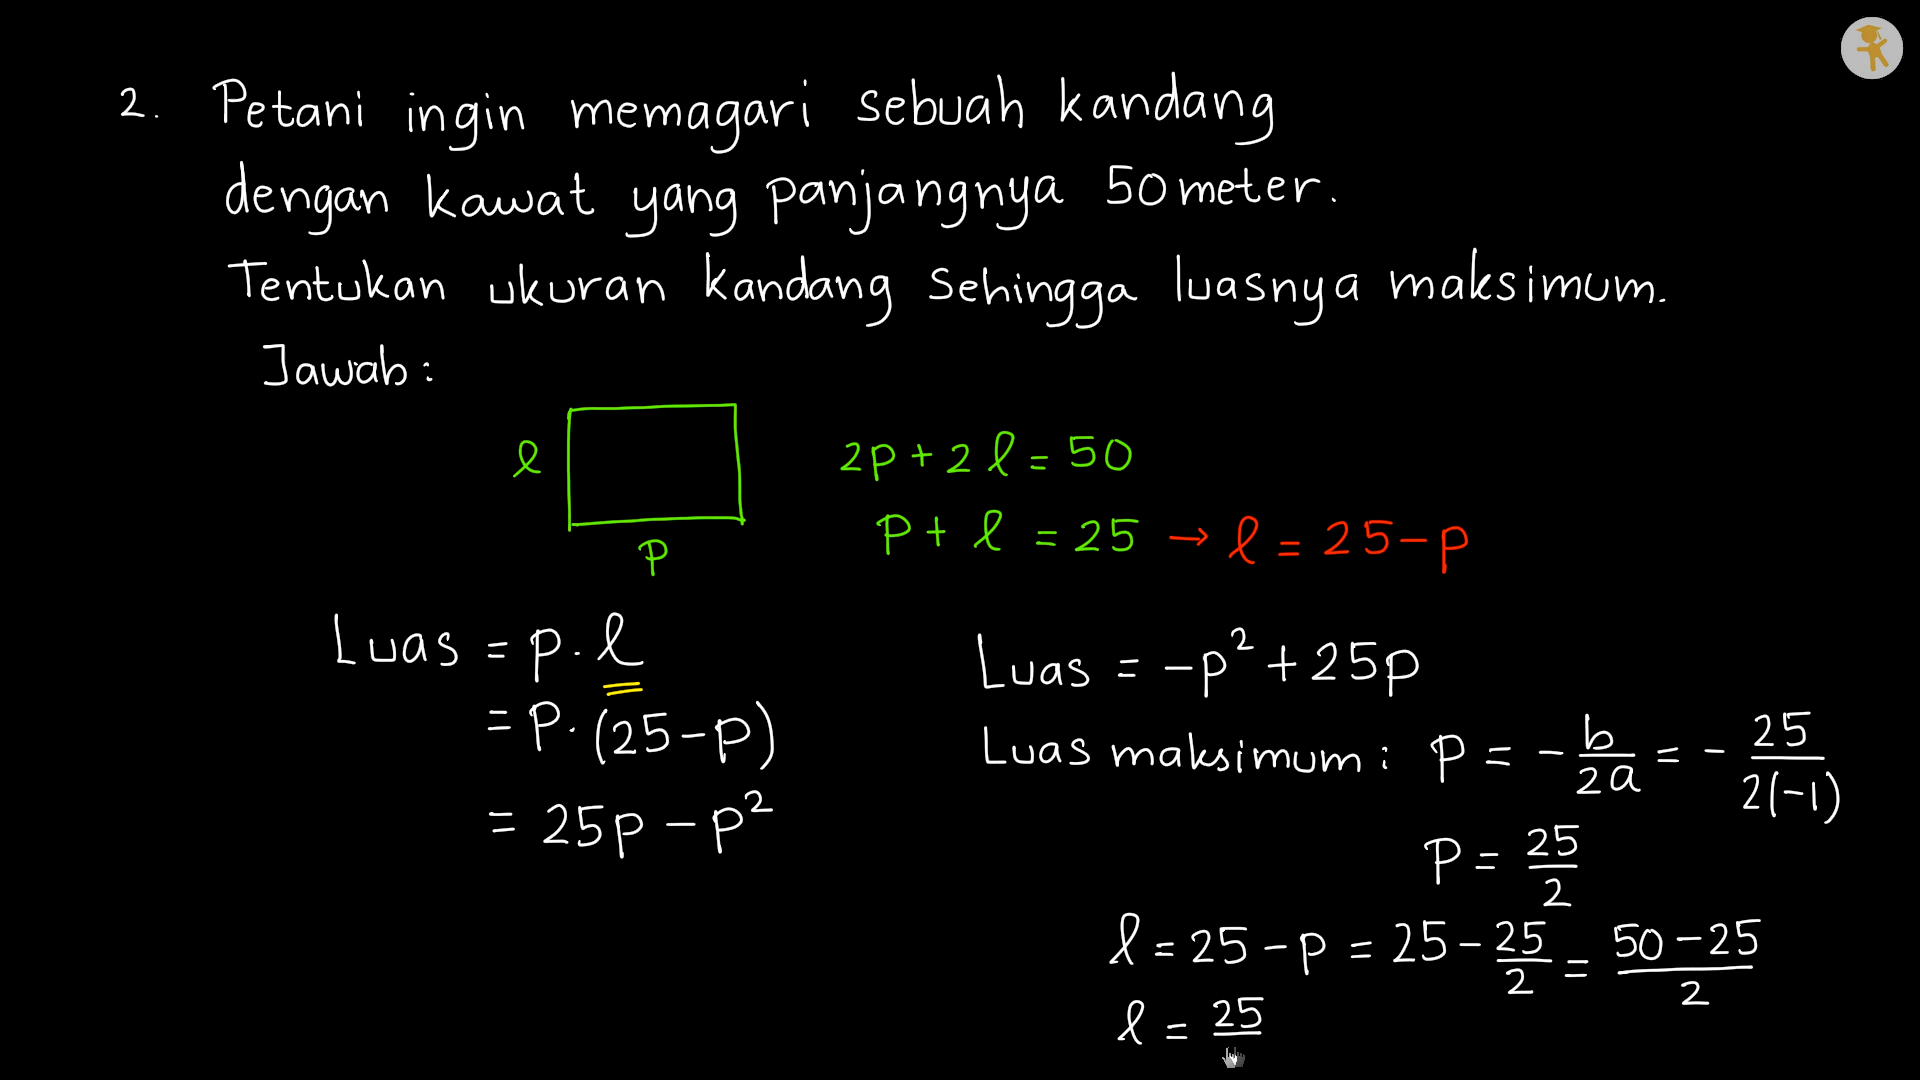 2. Petani ingin memagari sebuah kandang
dengan kawat yang panjangnya 50 meter.
Tentukan ukuran kandang sehingga luasnya maksimum.
Jawab:
ℓ
p
2p + 2ℓ = 50
p + ℓ = 25 → ℓ = 25 - p
Luas = p . ℓ
= p . (25 - p)
= 25p - p²
Luas = -p² + 25p
Luas maksimum : p = - b/2a = - 25/2(-1)
p = 25/2
ℓ = 25 - p = 25 - 25/2 = 50 - 25/2
ℓ = 25/